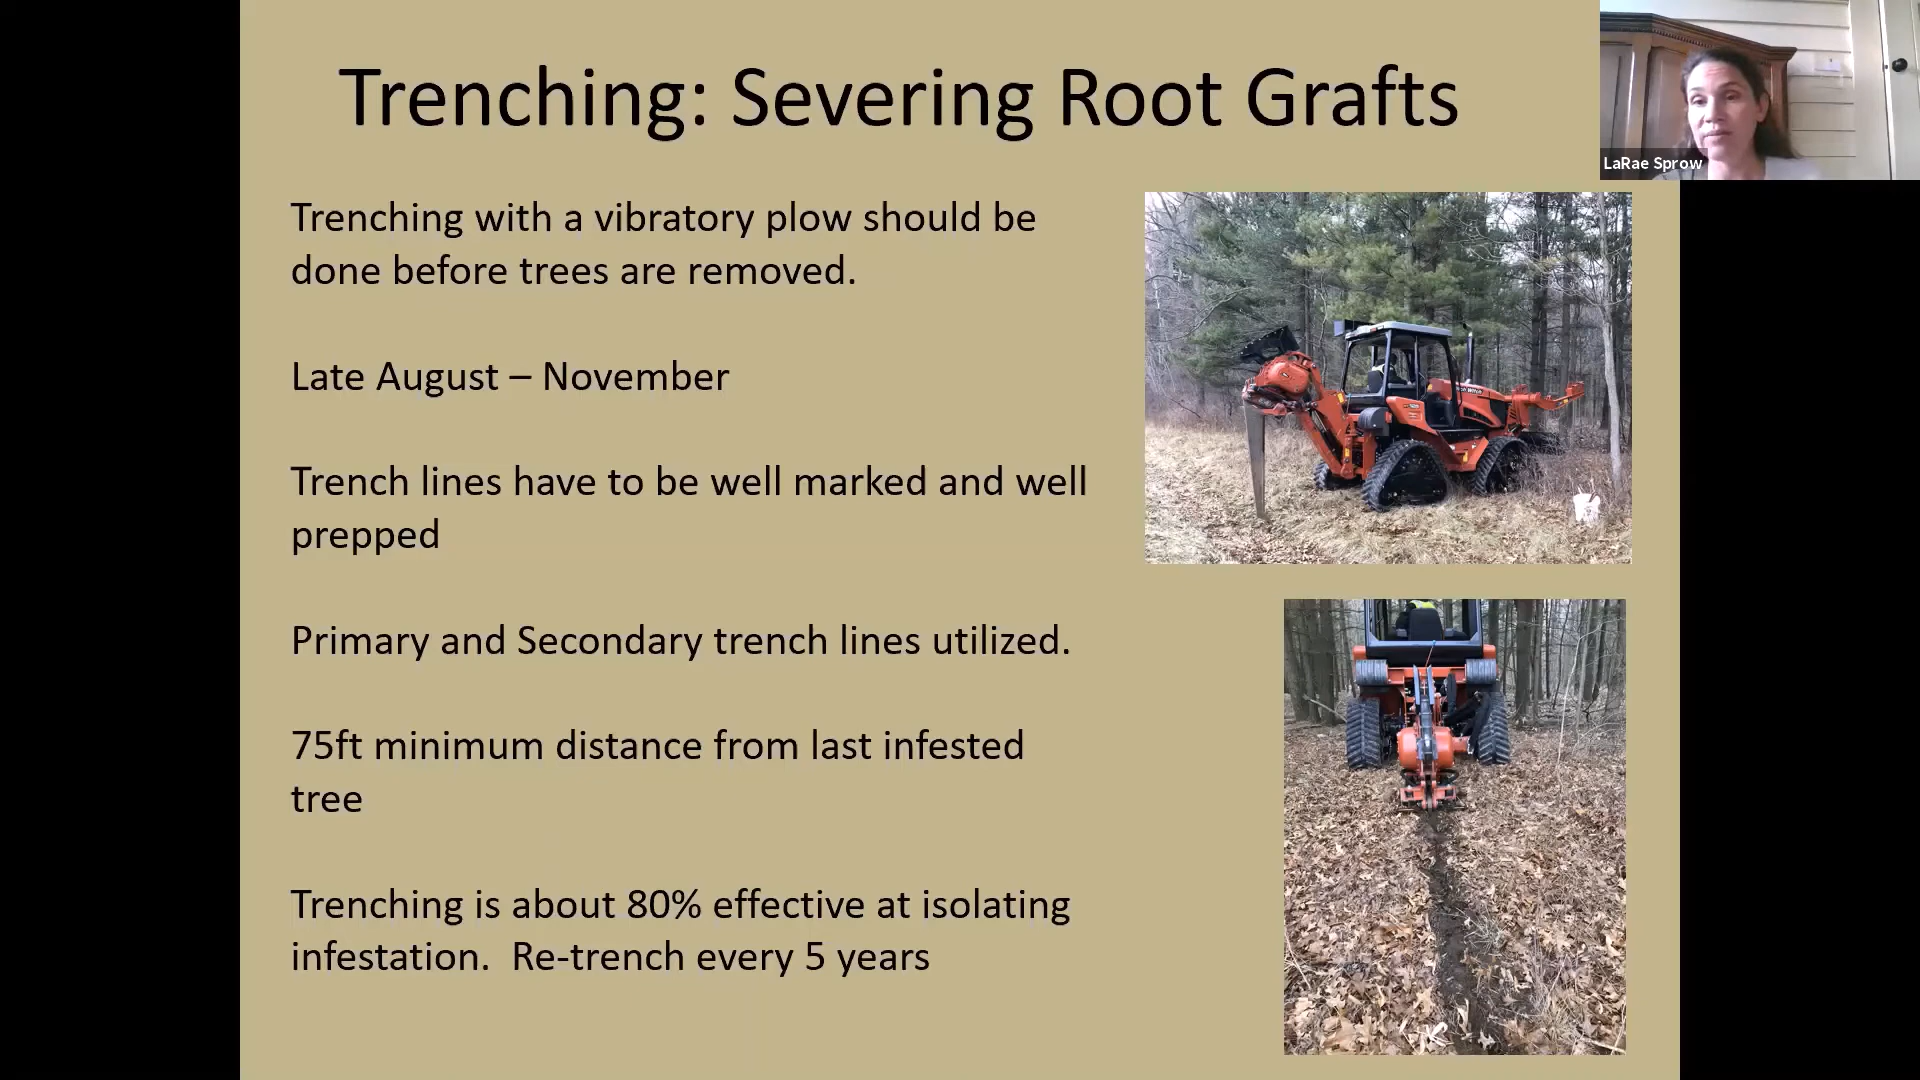 Trenching: Severing Root Grafts
LaRae Sprow
Trenching with a vibratory plow should be
done before trees are removed.
Late August – November
Trench lines have to be well marked and well
prepped
Primary and Secondary trench lines utilized.
75ft minimum distance from last infested
tree
Trenching is about 80% effective at isolating
infestation.  Re-trench every 5 years